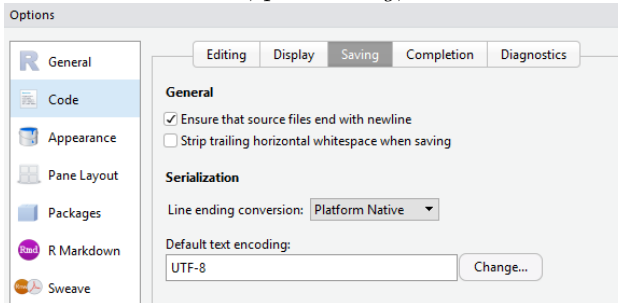 Options
General
Code
Appearance
Pane Layout
Packages
Rmd R Markdown
Sweave
Editing Display Saving Completion Diagnostics
General
Ensure that source files end with newline
Strip trailing horizontal whitespace when saving
Serialization
Line ending conversion: Platform Native
Default text encoding:
UTF-8 Change...